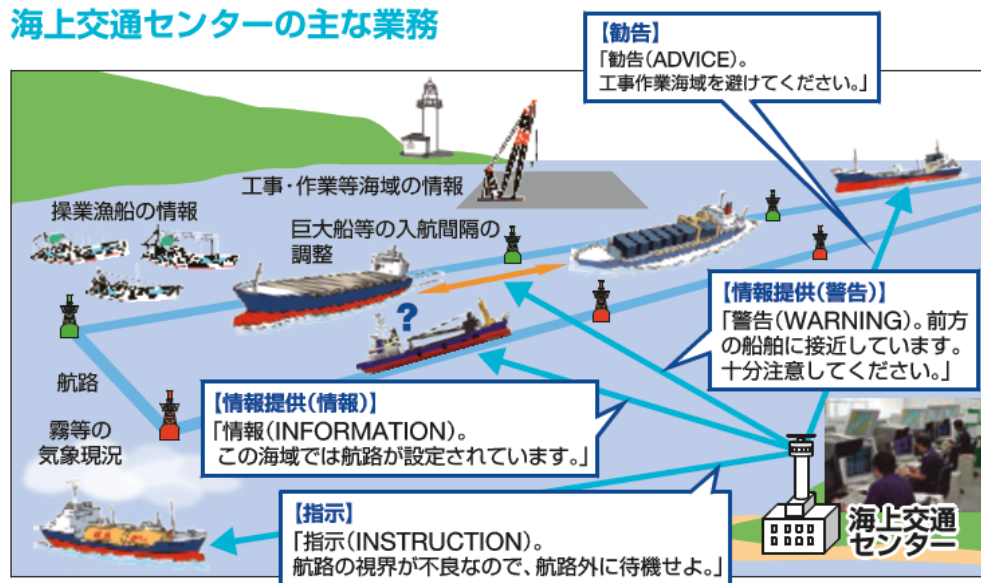 海上交通センターの主な業務
【勧告】
「勧告(ADVICE)。
工事作業海域を避けてください。」
工事・作業等海域の情報
操業漁船の情報
巨大船等の入航間隔の
調整
?
【情報提供(警告)】
「警告(WARNING)。前方
の船舶に接近しています。
十分注意してください。」
航路
【情報提供(情報)】
「情報(INFORMATION)。
この海域では航路が設定されています。」
霧等の
気象現況
【指示】
「指示(INSTRUCTION)。
航路の視界が不良なので、航路外に待機せよ。」
海上交通
センター